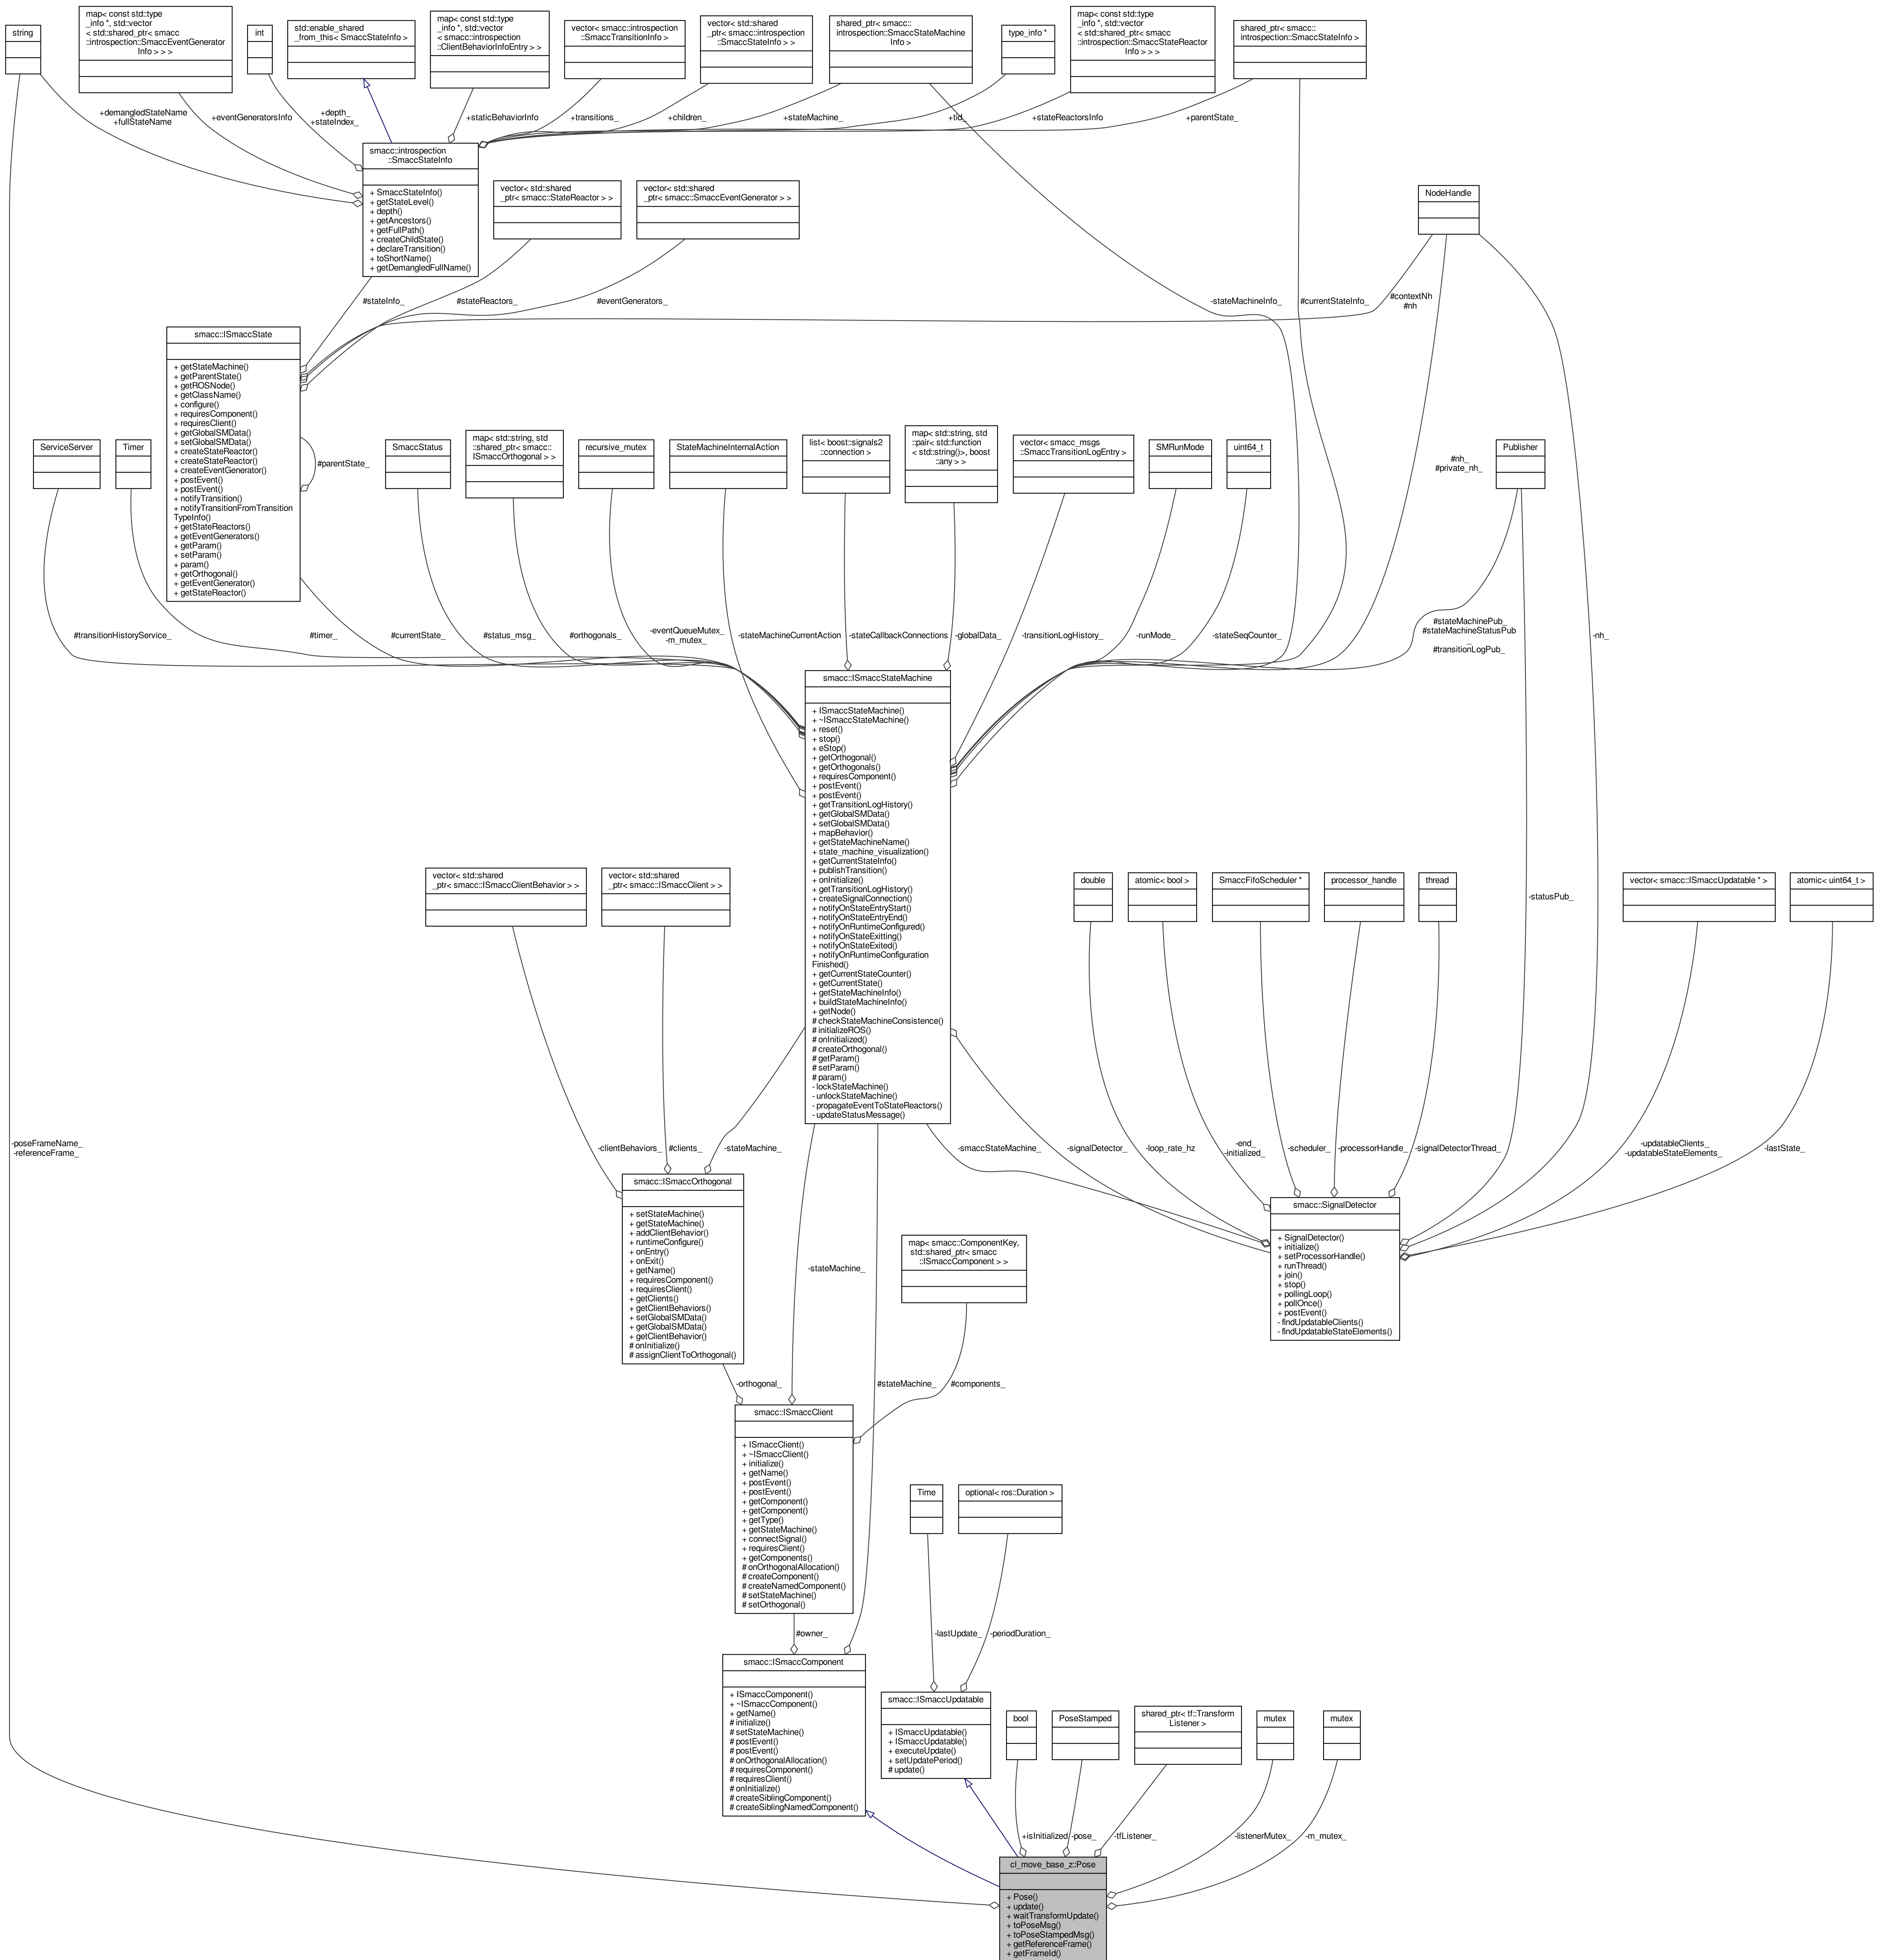 string
map< const std::type
_info *, std::vector
< std::shared_ptr< smacc
::introspection::SmaccEventGenerator
Info > > >
int
std::enable_shared
_from_this< SmaccStateInfo >
map< const std::type
_info *, std::vector
< smacc::introspection
::ClientBehaviorInfoEntry > >
vector< smacc::introspection
::SmaccTransitionInfo >
vector< std::shared
_ptr< smacc::introspection
::SmaccStateInfo > >
shared_ptr< smacc::
introspection::SmaccStateMachine
Info >
type_info *
map< const std::type
_info *, std::vector
< std::shared_ptr< smacc
::introspection::SmaccStateReactor
Info > > >
shared_ptr< smacc::
introspection::SmaccStateInfo >
+demangledStateName
+fullStateName
+eventGeneratorsInfo
+depth_
+stateIndex_
+staticBehaviorInfo
+transitions_
+children_
+stateMachine_
+tid_
+stateReactorsInfo
+parentState_
smacc::introspection
::SmaccStateInfo
+ SmaccStateInfo()
+ getStateLevel()
+ depth()
+ getAncestors()
+ getFullPath()
+ createChildState()
+ declareTransition()
+ toShortName()
+ getDemangledFullName()
vector< std::shared
_ptr< smacc::StateReactor > >
vector< std::shared
_ptr< smacc::SmaccEventGenerator > >
NodeHandle
#stateInfo_
#stateReactors_
#eventGenerators_
-stateMachineInfo_
#currentStateInfo_
#contextNh
#nh
smacc::ISmaccState
+ getStateMachine()
+ getParentState()
+ getROSNode()
+ getClassName()
+ configure()
+ requiresComponent()
+ requiresClient()
+ getGlobalSMData()
+ setGlobalSMData()
+ createStateReactor()
+ createStateReactor()
+ createEventGenerator()
+ postEvent()
+ postEvent()
+ notifyTransition()
+ notifyTransitionFromTransition
TypeInfo()
+ getStateReactors()
+ getEventGenerators()
+ getParam()
+ setParam()
+ param()
+ getOrthogonal()
+ getEventGenerator()
+ getStateReactor()
#parentState_
ServiceServer
Timer
SmaccStatus
map< std::string, std
::shared_ptr< smacc::
ISmaccOrthogonal > >
recursive_mutex
StateMachineInternalAction
list< boost::signals2
::connection >
map< std::string, std
::pair< std::function
< std::string()>, boost
::any > >
vector< smacc_msgs
::SmaccTransitionLogEntry >
SMRunMode
uint64_t
#nh_
#private_nh_
Publisher
#transitionHistoryService_
#timer_
#currentState_
#status_msg_
#orthogonals_
-eventQueueMutex_
-m_mutex_
-stateMachineCurrentAction
-stateCallbackConnections
-globalData_
-transitionLogHistory_
-runMode_
-stateSeqCounter_
#stateMachinePub_
#stateMachineStatusPub
_
#transitionLogPub_
-nh_
smacc::ISmaccStateMachine
+ ISmaccStateMachine()
+ ~ISmaccStateMachine()
+ reset()
+ stop()
+ eStop()
+ getOrthogonal()
+ getOrthogonals()
+ requiresComponent()
+ postEvent()
+ postEvent()
+ getTransitionLogHistory()
+ getGlobalSMData()
+ setGlobalSMData()
+ mapBehavior()
+ getStateMachineName()
+ state_machine_visualization()
+ getCurrentStateInfo()
+ publishTransition()
+ onInitialize()
+ getTransitionLogHistory()
+ createSignalConnection()
+ notifyOnStateEntryStart()
+ notifyOnStateEntryEnd()
+ notifyOnRuntimeConfigured()
+ notifyOnStateExitting()
+ notifyOnStateExited()
+ notifyOnRuntimeConfiguration
Finished()
+ getCurrentStateCounter()
+ getCurrentState()
+ getStateMachineInfo()
+ buildStateMachineInfo()
+ getNode()
# checkStateMachineConsistence()
# initializeROS()
# onInitialized()
# createOrthogonal()
# getParam()
# setParam()
# param()
- lockStateMachine()
- unlockStateMachine()
- propagateEventToStateReactors()
- updateStatusMessage()
vector< std::shared
_ptr< smacc::ISmaccClientBehavior > >
vector< std::shared
_ptr< smacc::ISmaccClient > >
double
atomic< bool >
SmaccFifoScheduler *
processor_handle
thread
-statusPub_
vector< smacc::ISmaccUpdatable * >
atomic< uint64_t >
-poseFrameName_
-referenceFrame_
-clientBehaviors_
#clients_
-stateMachine_
-smaccStateMachine_
-signalDetector_
-loop_rate_hz
-end_
-initialized_
-scheduler_
-processorHandle_
-signalDetectorThread_
-updatableClients_
-updatableStateElements_
-lastState_
smacc::ISmaccOrthogonal
+ setStateMachine()
+ getStateMachine()
+ addClientBehavior()
+ runtimeConfigure()
+ onEntry()
+ onExit()
+ getName()
+ requiresComponent()
+ requiresClient()
+ getClients()
+ getClientBehaviors()
+ setGlobalSMData()
+ getGlobalSMData()
+ getClientBehavior()
# onInitialize()
# assignClientToOrthogonal()
smacc::SignalDetector
+ SignalDetector()
+ initialize()
+ setProcessorHandle()
+ runThread()
+ join()
+ stop()
+ pollingLoop()
+ pollOnce()
+ postEvent()
- findUpdatableClients()
- findUpdatableStateElements()
-stateMachine_
map< smacc::ComponentKey,
std::shared_ptr< smacc
::ISmaccComponent > >
-orthogonal_
#stateMachine_
#components_
smacc::ISmaccClient
+ ISmaccClient()
+ ~ISmaccClient()
+ initialize()
+ getName()
+ postEvent()
+ postEvent()
+ getComponent()
+ getComponent()
+ getType()
+ getStateMachine()
+ connectSignal()
+ requiresClient()
+ getComponents()
# onOrthogonalAllocation()
# createComponent()
# createNamedComponent()
# setStateMachine()
# setOrthogonal()
Time
optional< ros::Duration >
#owner_
-lastUpdate_
-periodDuration_
smacc::ISmaccComponent
+ ISmaccComponent()
+ ~ISmaccComponent()
+ getName()
# initialize()
# setStateMachine()
# postEvent()
# postEvent()
# onOrthogonalAllocation()
# requiresComponent()
# requiresClient()
# onInitialize()
# createSiblingComponent()
# createSiblingNamedComponent()
smacc::ISmaccUpdatable
+ ISmaccUpdatable()
+ ISmaccUpdatable()
+ executeUpdate()
+ setUpdatePeriod()
# update()
bool
PoseStamped
shared_ptr< tf::Transform
Listener >
mutex
mutex
+isInitialized
-pose_
-tfListener_
-listenerMutex_
-m_mutex_
cl_move_base_z::Pose
+ Pose()
+ update()
+ waitTransformUpdate()
+ toPoseMsg()
+ toPoseStampedMsg()
+ getReferenceFrame()
+ getFrameId()